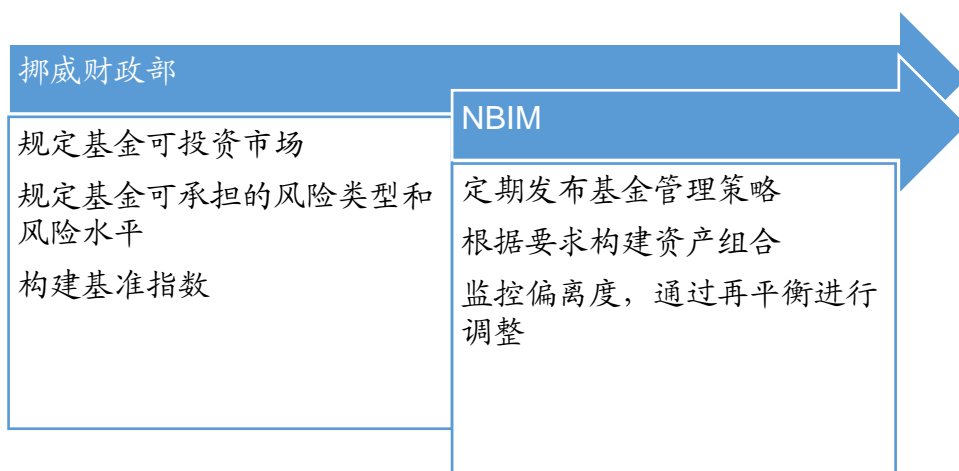 挪威财政部
规定基金可投资市场
规定基金可承担的风险类型和
风险水平
构建基准指数
NBIM
定期发布基金管理策略
根据要求构建资产组合
监控偏离度，通过再平衡进行
调整